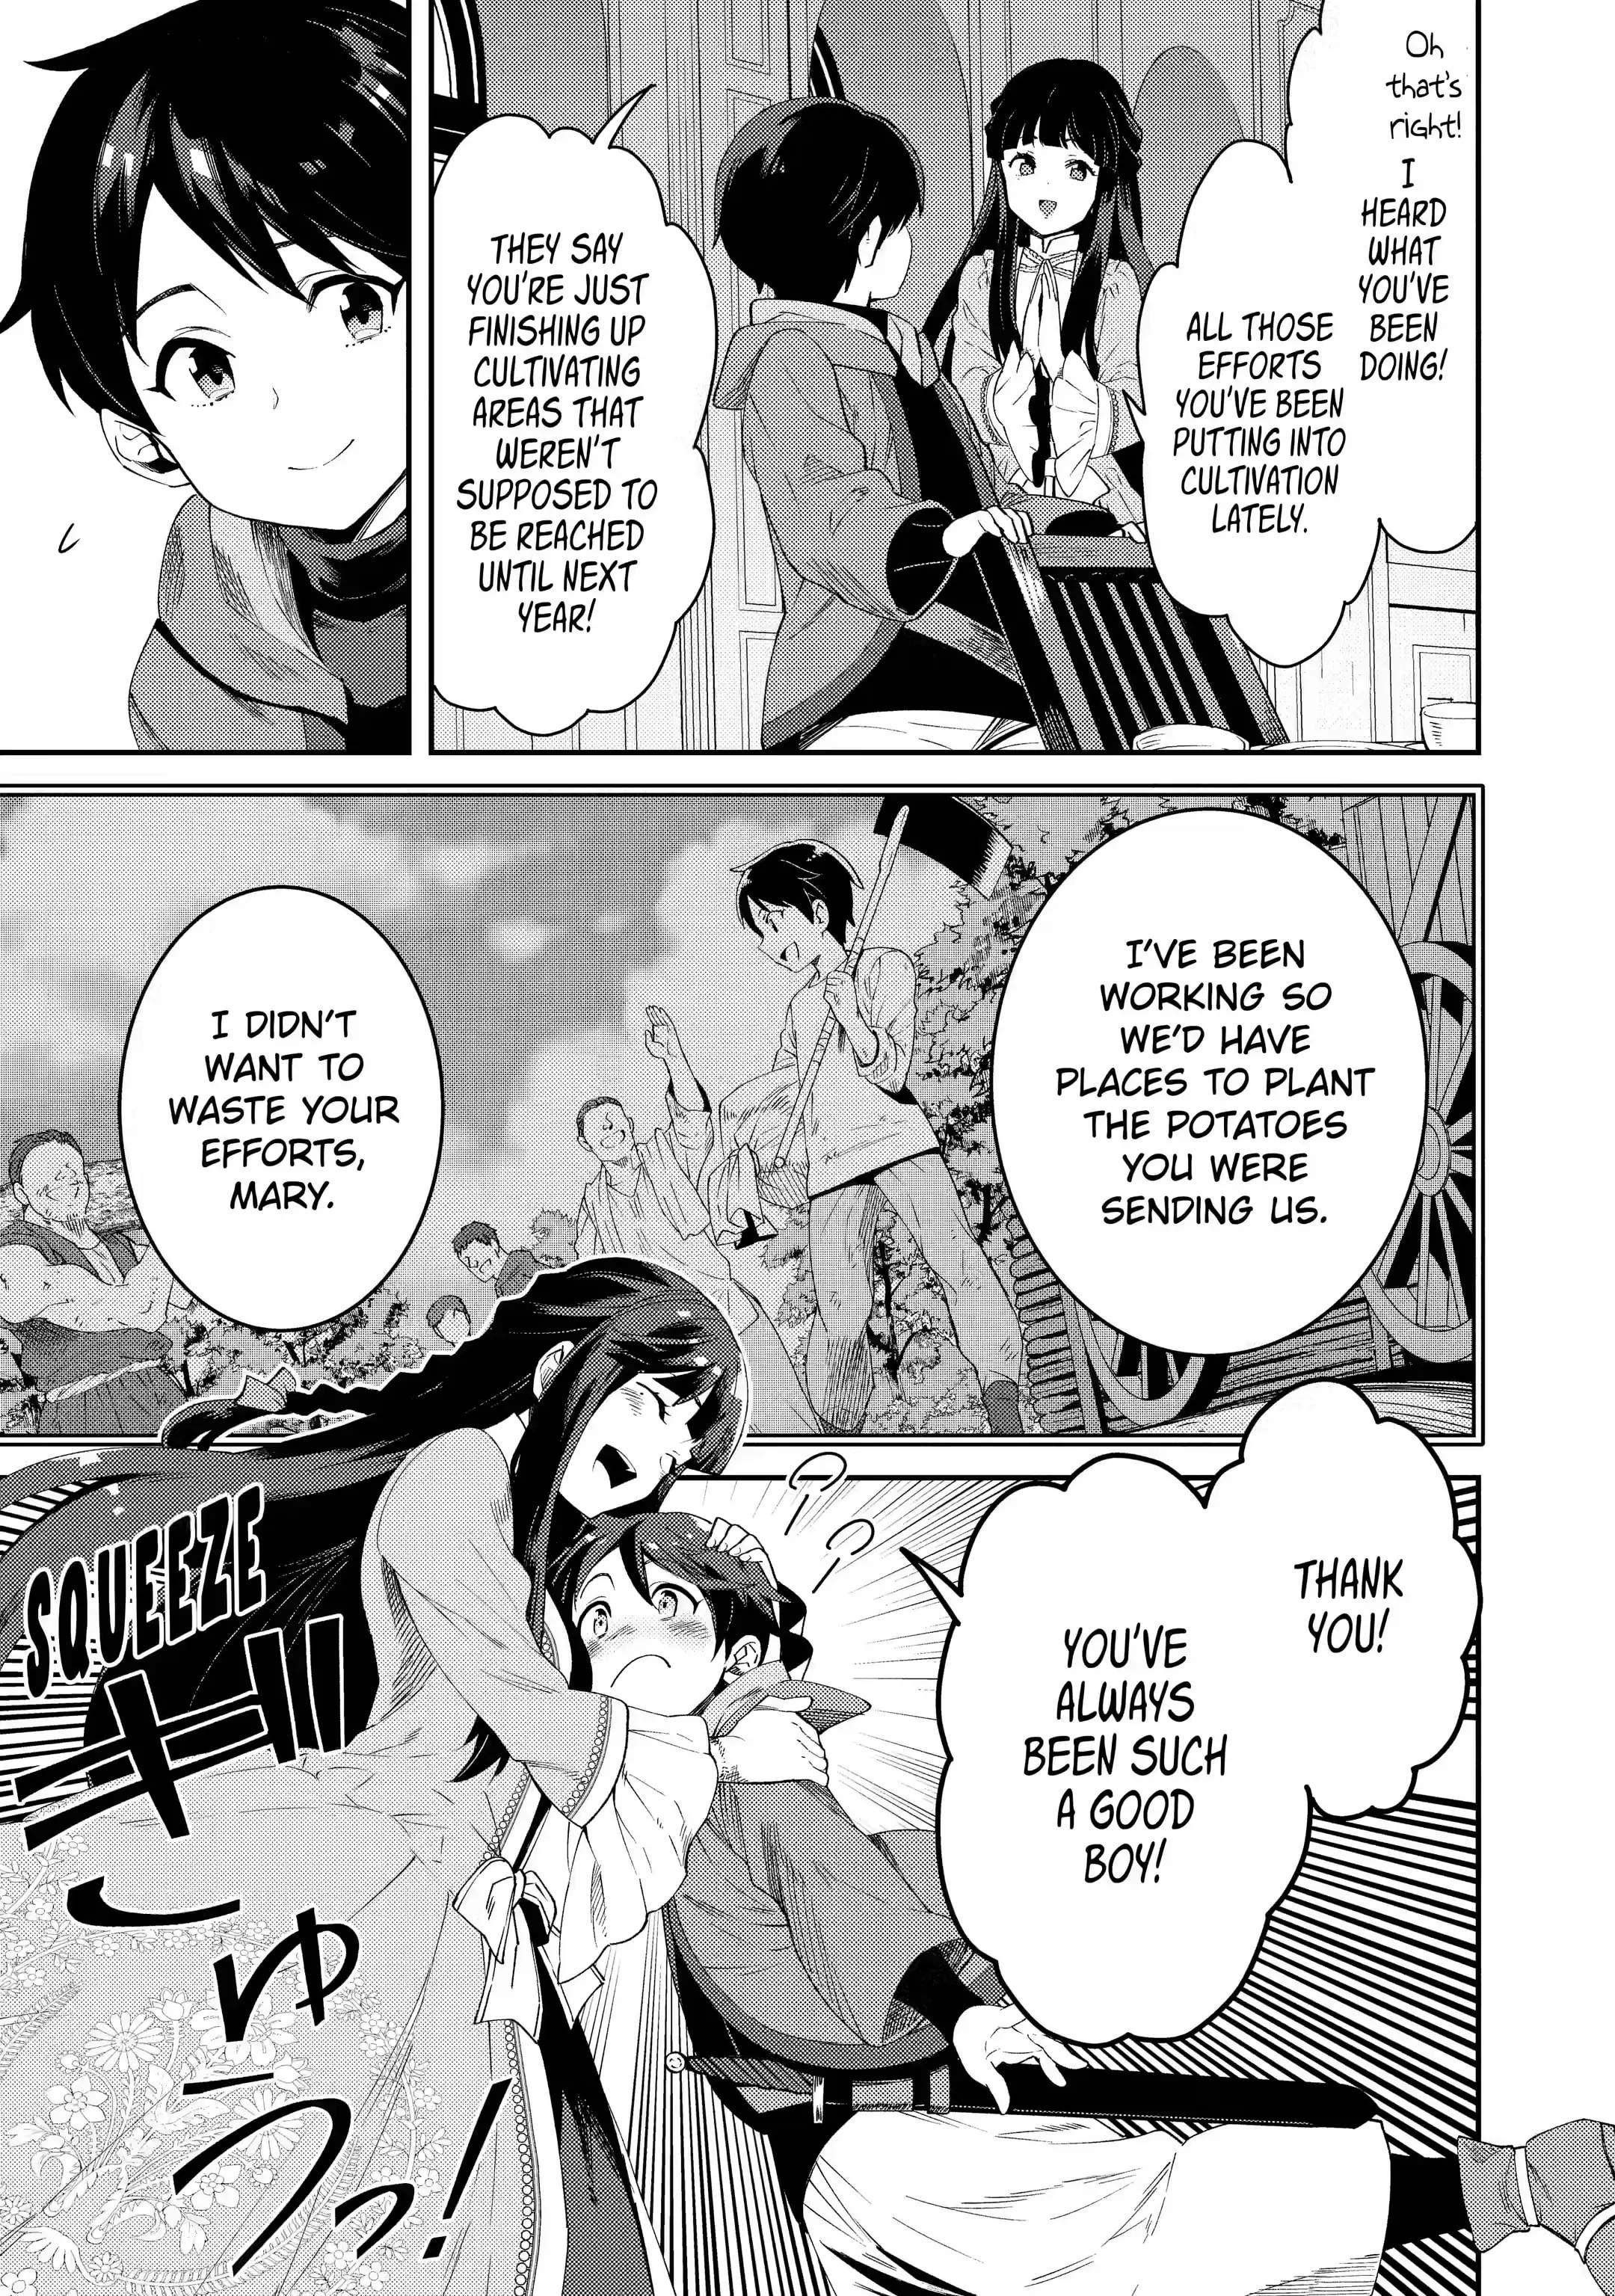 Oh
that's
right!
I
HEARD
WHAT
YOU'VE
BEEN
DOING!
ALL THOSE
EFFORTS
YOU'VE BEEN
PUTTING INTO
CULTIVATION
LATELY.
THEY SAY
YOU'RE JUST
FINISHING UP
CULTIVATING
AREAS THAT
WEREN'T
SUPPOSED TO
BE REACHED
UNTIL NEXT
YEAR!
I'VE BEEN
WORKING SO
WE'D HAVE
PLACES TO PLANT
THE POTATOES
YOU WERE
SENDING US.
I DIDN'T
WANT TO
WASTE YOUR
EFFORTS,
MARY.
THANK
YOU!
YOU'VE
ALWAYS
BEEN SUCH
A GOOD
BOY!
? ?
SQUEEZE
ぎゅうっ!